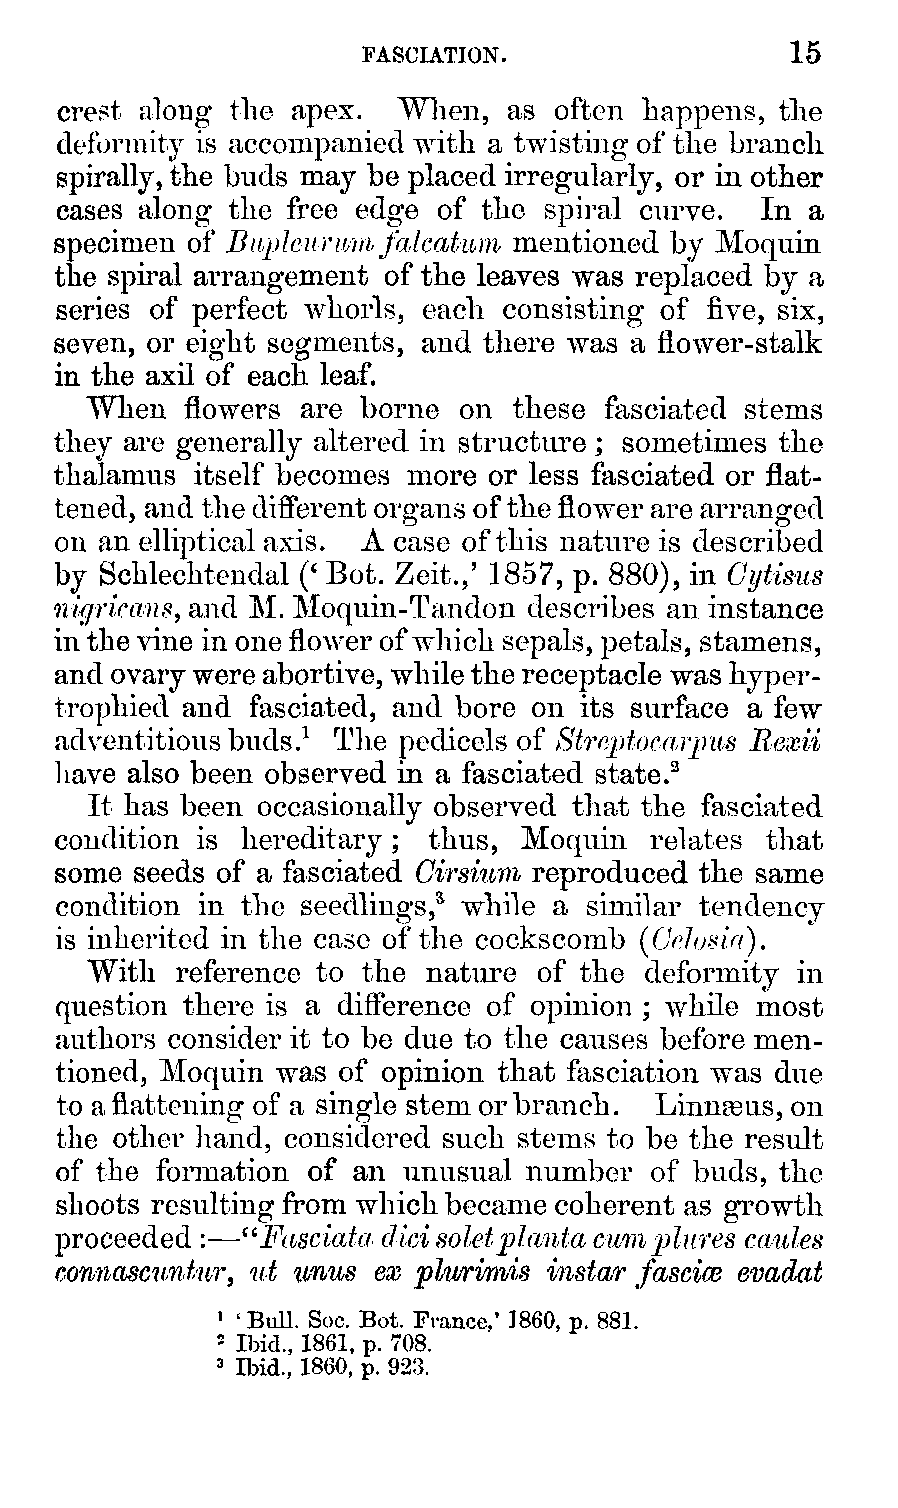 FASCIATION. 15
crest along the apex. When, as often happens, the
deformity is accompanied with a twisting of the branch
spirally, the buds may be placed irregularly, or in other
cases along the free edge of the spiral curve. In a
specimen of Bupleurum falcatum mentioned by Moquin
the spiral arrangement of the leaves was replaced by a
series of perfect whorls, each consisting of five, six,
seven, or eight segments, and there was a flower-stalk
in the axil of each leaf.
When flowers are borne on these fasciated stems
they are generally altered in structure; sometimes the
thalamus itself becomes more or less fasciated or flat-
tened, and the different organs of the flower are arranged
on an elliptical axis. A case of this nature is described
by Schlechtendal (‘Bot. Zeit.,’ 1857, p. 880), in Cytisus
nigricans, and M. Moquin-Tandon describes an instance
in the vine in one flower of which sepals, petals, stamens,
and ovary were abortive, while the receptacle was hyper-
trophied and fasciated, and bore on its surface a few
adventitious buds.¹ The pedicels of Streptocarpus Rexii
have also been observed in a fasciated state.²
It has been occasionally observed that the fasciated
condition is hereditary; thus, Moquin relates that
some seeds of a fasciated Cirsium reproduced the same
condition in the seedlings,³ while a similar tendency
is inherited in the case of the cockscomb (Celosia).
With reference to the nature of the deformity in
question there is a difference of opinion; while most
authors consider it to be due to the causes before men-
tioned, Moquin was of opinion that fasciation was due
to a flattening of a single stem or branch. Linnæus, on
the other hand, considered such stems to be the result
of the formation of an unusual number of buds, the
shoots resulting from which became coherent as growth
proceeded:—“Fasciata dici solet planta cum plures caules
connascuntur, ut unus ex plurimis instar fasciæ evadat
¹ ‘Bull. Soc. Bot. France,’ 1860, p. 881.
² Ibid., 1861, p. 708.
³ Ibid., 1860, p. 923.